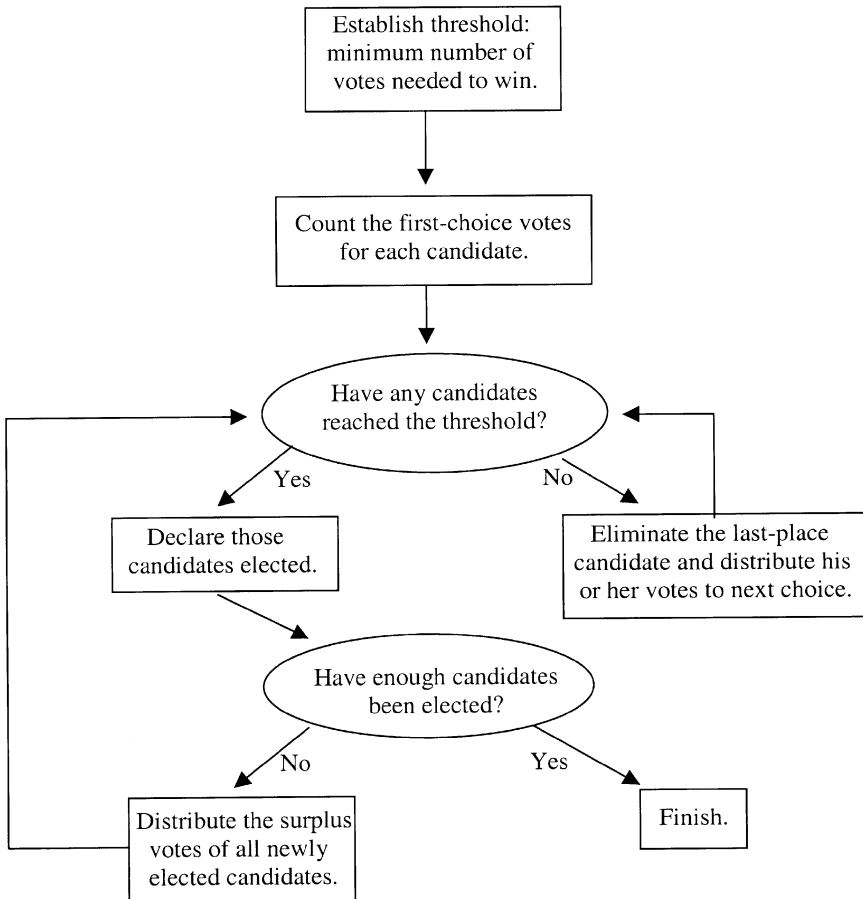 Establish threshold:
minimum number of
votes needed to win.
Count the first-choice votes
for each candidate.
Have any candidates
reached the threshold?
Yes
No
Declare those
candidates elected.
Eliminate the last-place
candidate and distribute his
or her votes to next choice.
Have enough candidates
been elected?
No
Yes
Distribute the surplus
votes of all newly
elected candidates.
Finish.